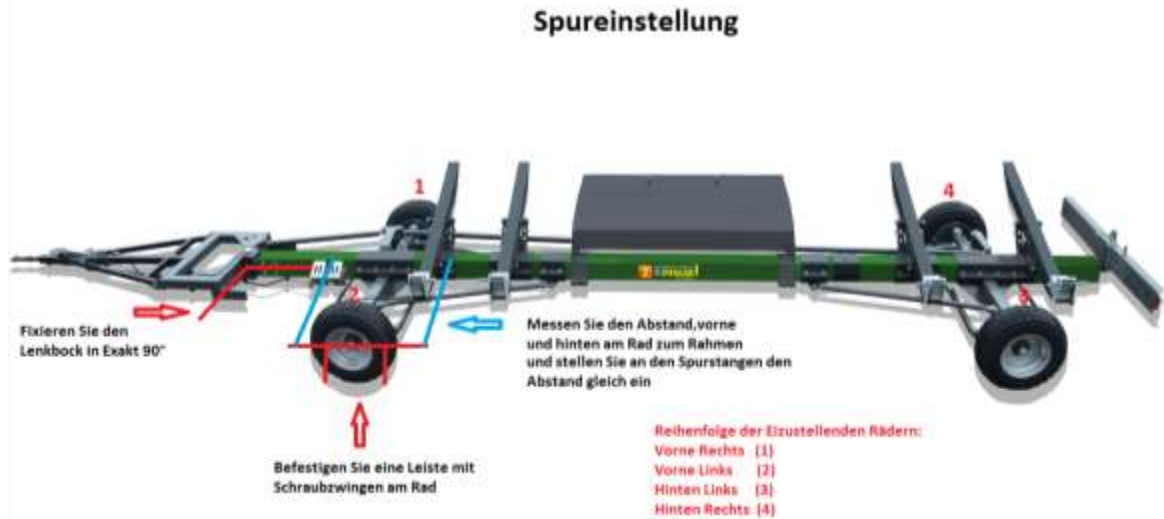 Spureinstellung
1
4
2
3
Fixieren Sie den
Lenkbock in Exakt 90°
Messen Sie den Abstand,vorne
und hinten am Rad zum Rahmen
und stellen Sie an den Spurstangen den
Abstand gleich ein
Befestigen Sie eine Leiste mit
Schraubzwingen am Rad
Reihenfolge der Eizustellenden Rädern:
Vorne Rechts (1)
Vorne Links (2)
Hinten Links (3)
Hinten Rechts (4)